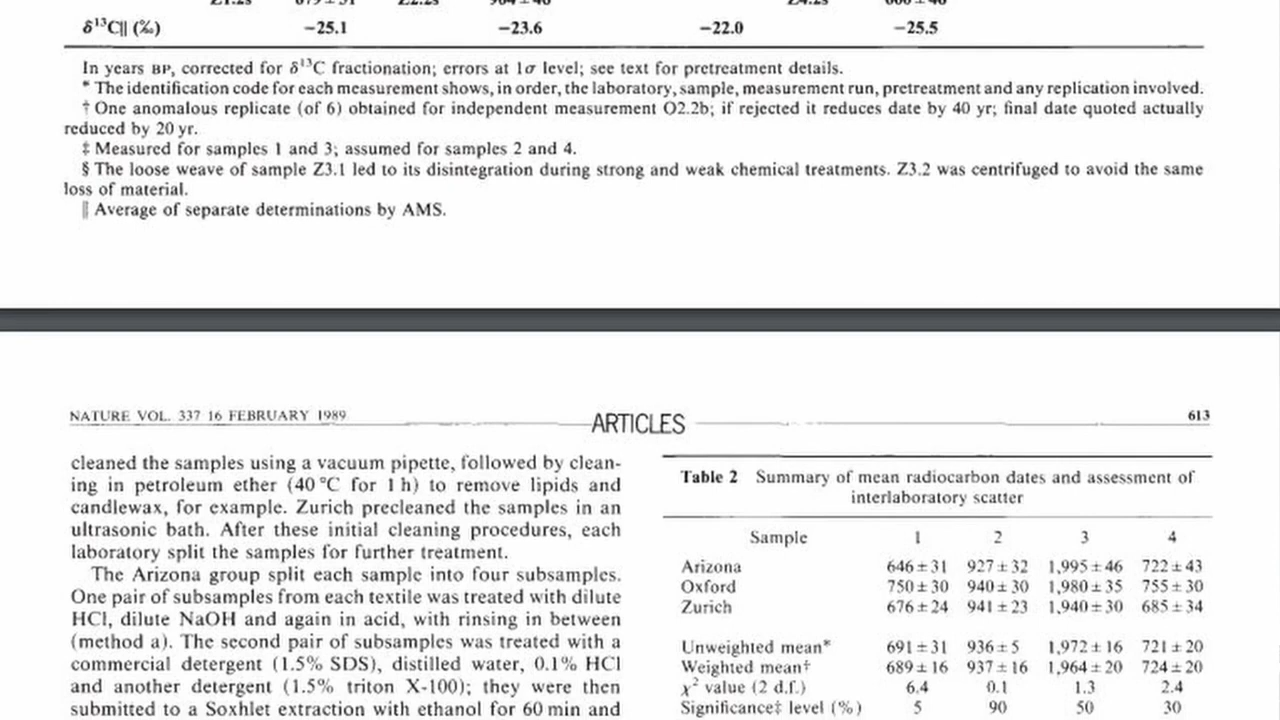 δ¹³C‖ (‰) −25.1 −23.6 −22.0 −25.5
In years BP, corrected for δ¹³C fractionation; errors at 1σ level; see text for pretreatment details.
* The identification code for each measurement shows, in order, the laboratory, sample, measurement run, pretreatment and any replication involved.
† One anomalous replicate (of 6) obtained for independent measurement O2.2b; if rejected it reduces date by 40 yr; final date quoted actually
reduced by 20 yr.
‡ Measured for samples 1 and 3; assumed for samples 2 and 4.
§ The loose weave of sample Z3.1 led to its disintegration during strong and weak chemical treatments. Z3.2 was centrifuged to avoid the same
loss of material.
‖ Average of separate determinations by AMS.
NATURE VOL. 337 16 FEBRUARY 1989 ARTICLES 613
cleaned the samples using a vacuum pipette, followed by clean-
ing in petroleum ether (40 °C for 1 h) to remove lipids and
candlewax, for example. Zurich precleaned the samples in an
ultrasonic bath. After these initial cleaning procedures, each
laboratory split the samples for further treatment.
The Arizona group split each sample into four subsamples.
One pair of subsamples from each textile was treated with dilute
HCl, dilute NaOH and again in acid, with rinsing in between
(method a). The second pair of subsamples was treated with a
commercial detergent (1.5% SDS), distilled water, 0.1% HCl
and another detergent (1.5% triton X-100); they were then
submitted to a Soxhlet extraction with ethanol for 60 min and
Table 2 Summary of mean radiocarbon dates and assessment of
interlaboratory scatter
Sample 1 2 3 4
Arizona 646 ± 31 927 ± 32 1,995 ± 46 722 ± 43
Oxford 750 ± 30 940 ± 30 1,980 ± 35 755 ± 30
Zurich 676 ± 24 941 ± 23 1,940 ± 30 685 ± 34
Unweighted mean* 691 ± 31 936 ± 5 1,972 ± 16 721 ± 20
Weighted mean† 689 ± 16 937 ± 16 1,964 ± 20 724 ± 20
χ² value (2 d.f.) 6.4 0.1 1.3 2.4
Significance‡ level (%) 5 90 50 30